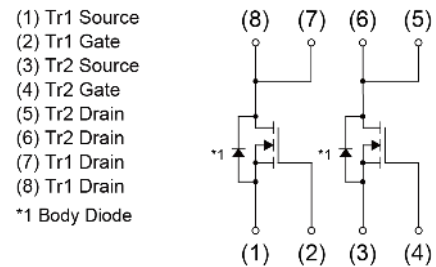 (1) Tr1 Source
(2) Tr1 Gate
(3) Tr2 Source
(4) Tr2 Gate
(5) Tr2 Drain
(6) Tr2 Drain
(7) Tr1 Drain
(8) Tr1 Drain
*1 Body Diode
(8) (7) (6) (5)
*1 *1
(1) (2) (3) (4)